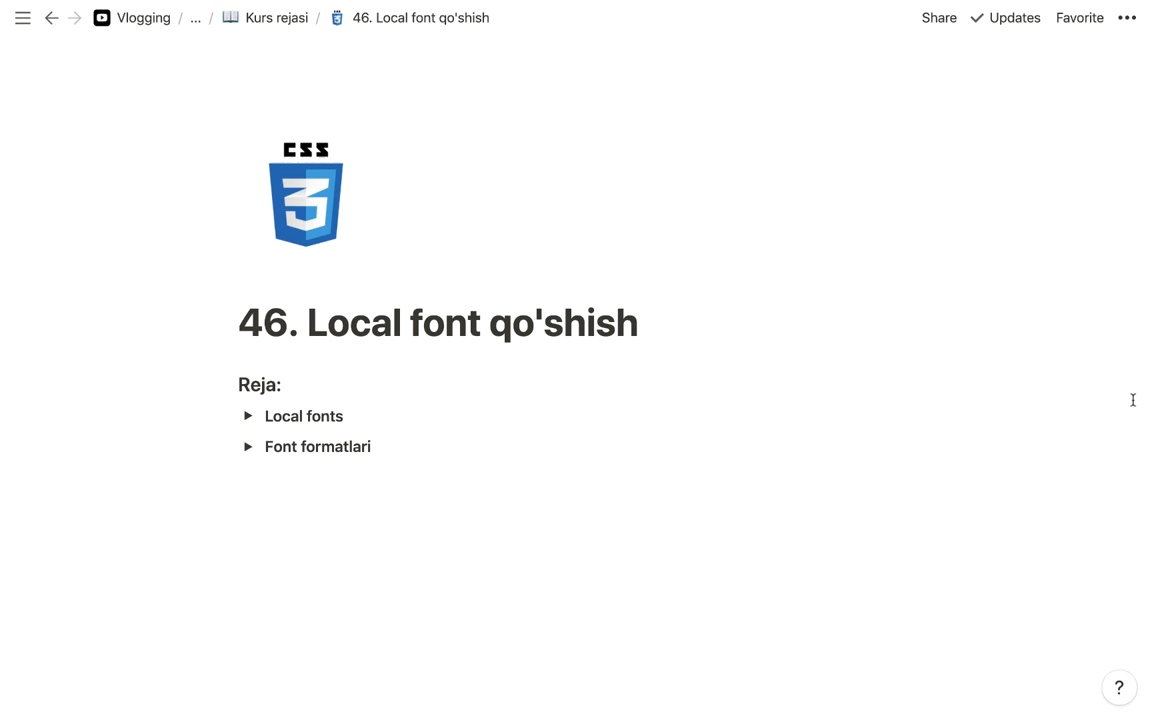 Vlogging / ... / Kurs rejasi / 46. Local font qo'shish
Share Updates Favorite
CSS
3
46. Local font qo'shish
Reja:
Local fonts
Font formatlari
?